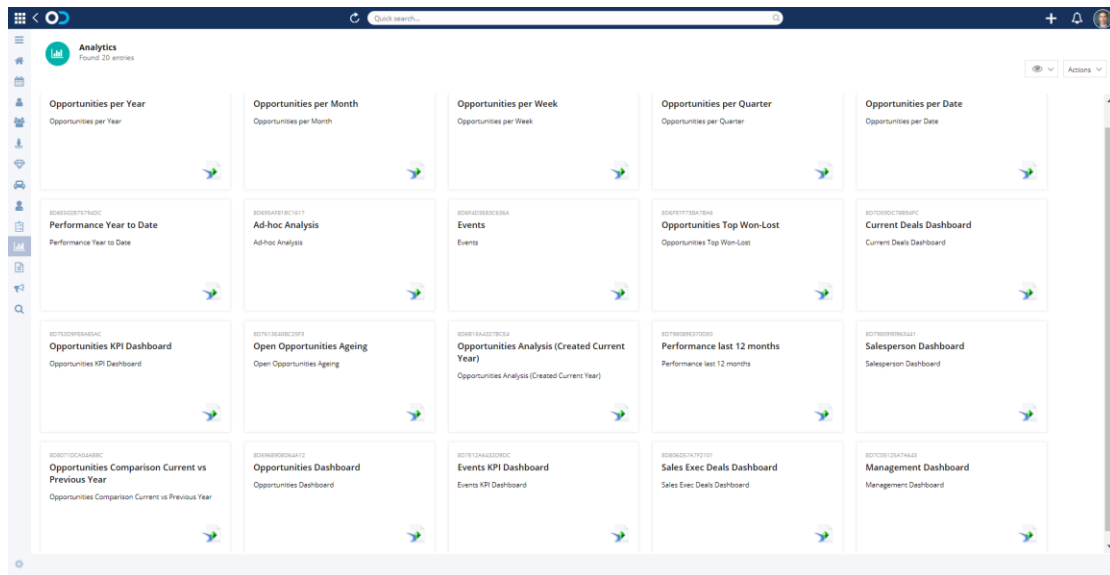 Quick search...
Analytics
Found 20 entries
Actions
Opportunities per Year
Opportunities per Year
Opportunities per Month
Opportunities per Month
Opportunities per Week
Opportunities per Week
Opportunities per Quarter
Opportunities per Quarter
Opportunities per Date
Opportunities per Date
Performance Year to Date
Performance Year to Date
Ad-hoc Analysis
Ad-hoc Analysis
Events
Events
Opportunities Top Won-Lost
Opportunities Top Won-Lost
Current Deals Dashboard
Current Deals Dashboard
Opportunities KPI Dashboard
Opportunities KPI Dashboard
Open Opportunities Ageing
Open Opportunities Ageing
Opportunities Analysis (Created Current
Year)
Opportunities Analysis (Created Current Year)
Performance last 12 months
Performance last 12 months
Salesperson Dashboard
Salesperson Dashboard
Opportunities Comparison Current vs
Previous Year
Opportunities Comparison Current vs Previous Year
Opportunities Dashboard
Opportunities Dashboard
Events KPI Dashboard
Events KPI Dashboard
Sales Exec Deals Dashboard
Sales Exec Deals Dashboard
Management Dashboard
Management Dashboard